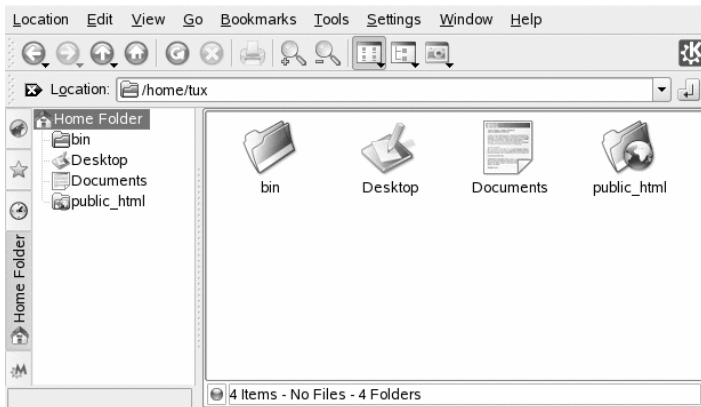 Location Edit View Go Bookmarks Tools Settings Window Help
K
Location: /home/tux
Home Folder
bin
Desktop
Documents
public_html
Home Folder
bin Desktop Documents public_html
4 Items - No Files - 4 Folders